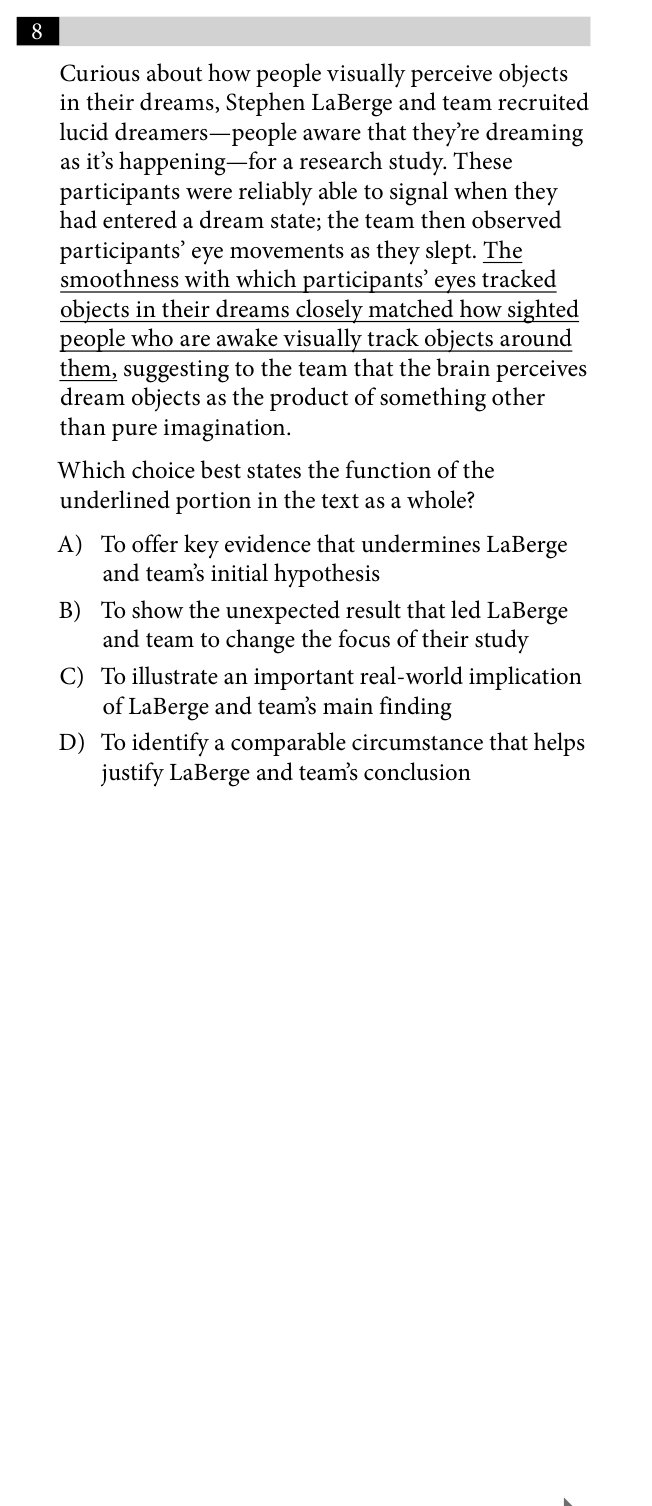 8
Curious about how people visually perceive objects
in their dreams, Stephen LaBerge and team recruited
lucid dreamers—people aware that they’re dreaming
as it’s happening—for a research study. These
participants were reliably able to signal when they
had entered a dream state; the team then observed
participants’ eye movements as they slept. The
smoothness with which participants’ eyes tracked
objects in their dreams closely matched how sighted
people who are awake visually track objects around
them, suggesting to the team that the brain perceives
dream objects as the product of something other
than pure imagination.
Which choice best states the function of the
underlined portion in the text as a whole?
A) To offer key evidence that undermines LaBerge
and team’s initial hypothesis
B) To show the unexpected result that led LaBerge
and team to change the focus of their study
C) To illustrate an important real-world implication
of LaBerge and team’s main finding
D) To identify a comparable circumstance that helps
justify LaBerge and team’s conclusion